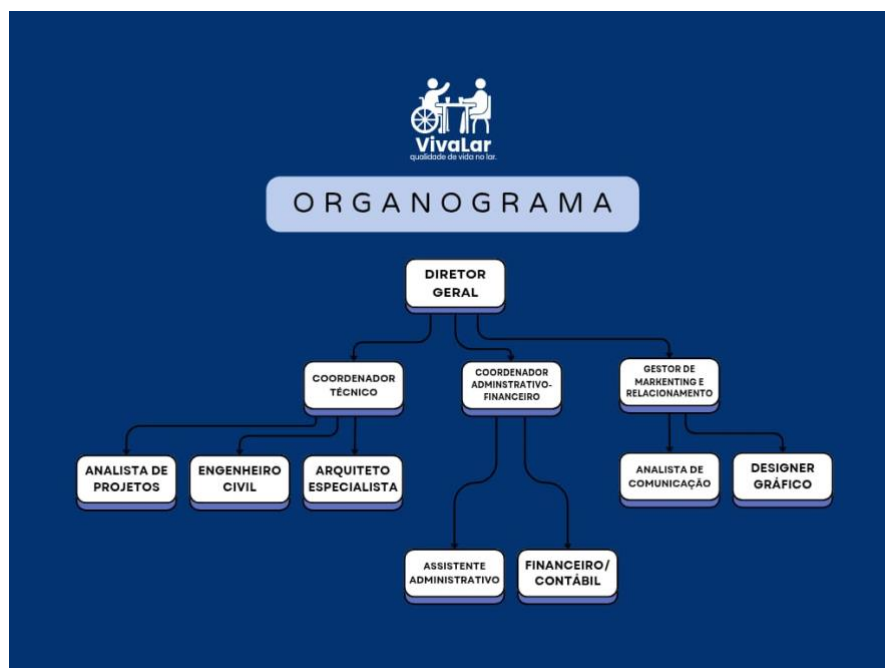 VivaLar
qualidade de vida no lar.
ORGANOGRAMA
DIRETOR
GERAL
COORDENADOR
TÉCNICO
COORDENADOR
ADMINSTRATIVO-
FINANCEIRO
GESTOR DE
MARKENTING E
RELACIONAMENTO
ANALISTA DE
PROJETOS
ENGENHEIRO
CIVIL
ARQUITETO
ESPECIALISTA
ANALISTA DE
COMUNICAÇÃO
DESIGNER
GRÁFICO
ASSISTENTE
ADMINISTRATIVO
FINANCEIRO/
CONTÁBIL